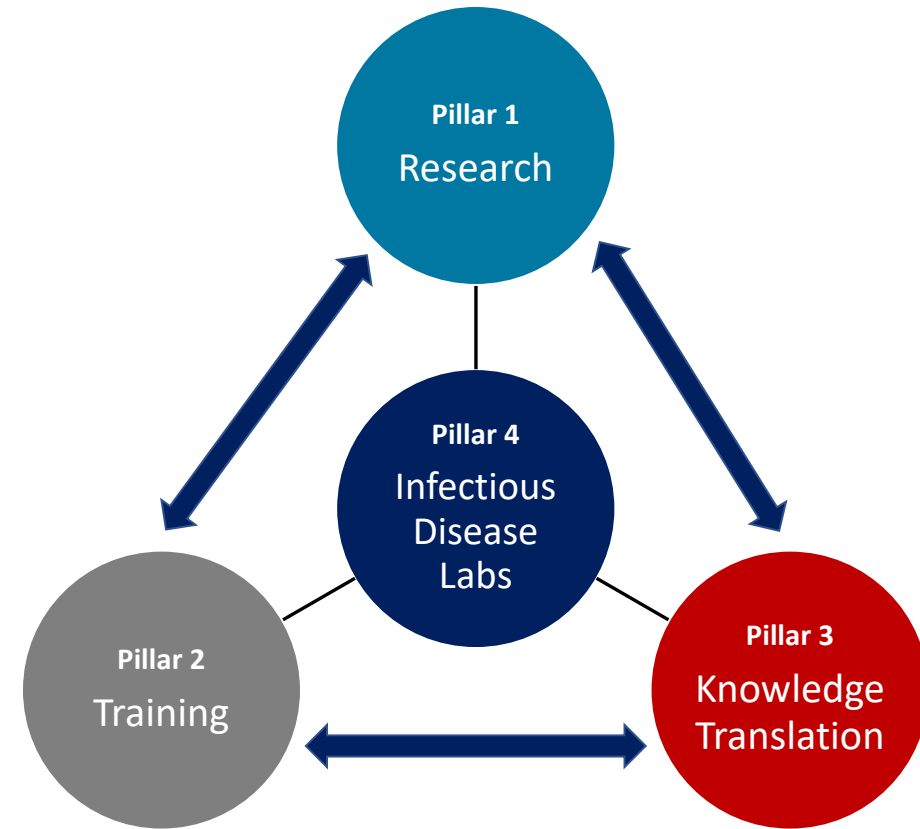 Pillar 1
Research
Pillar 4
Infectious
Disease
Labs
Pillar 2
Training
Pillar 3
Knowledge
Translation